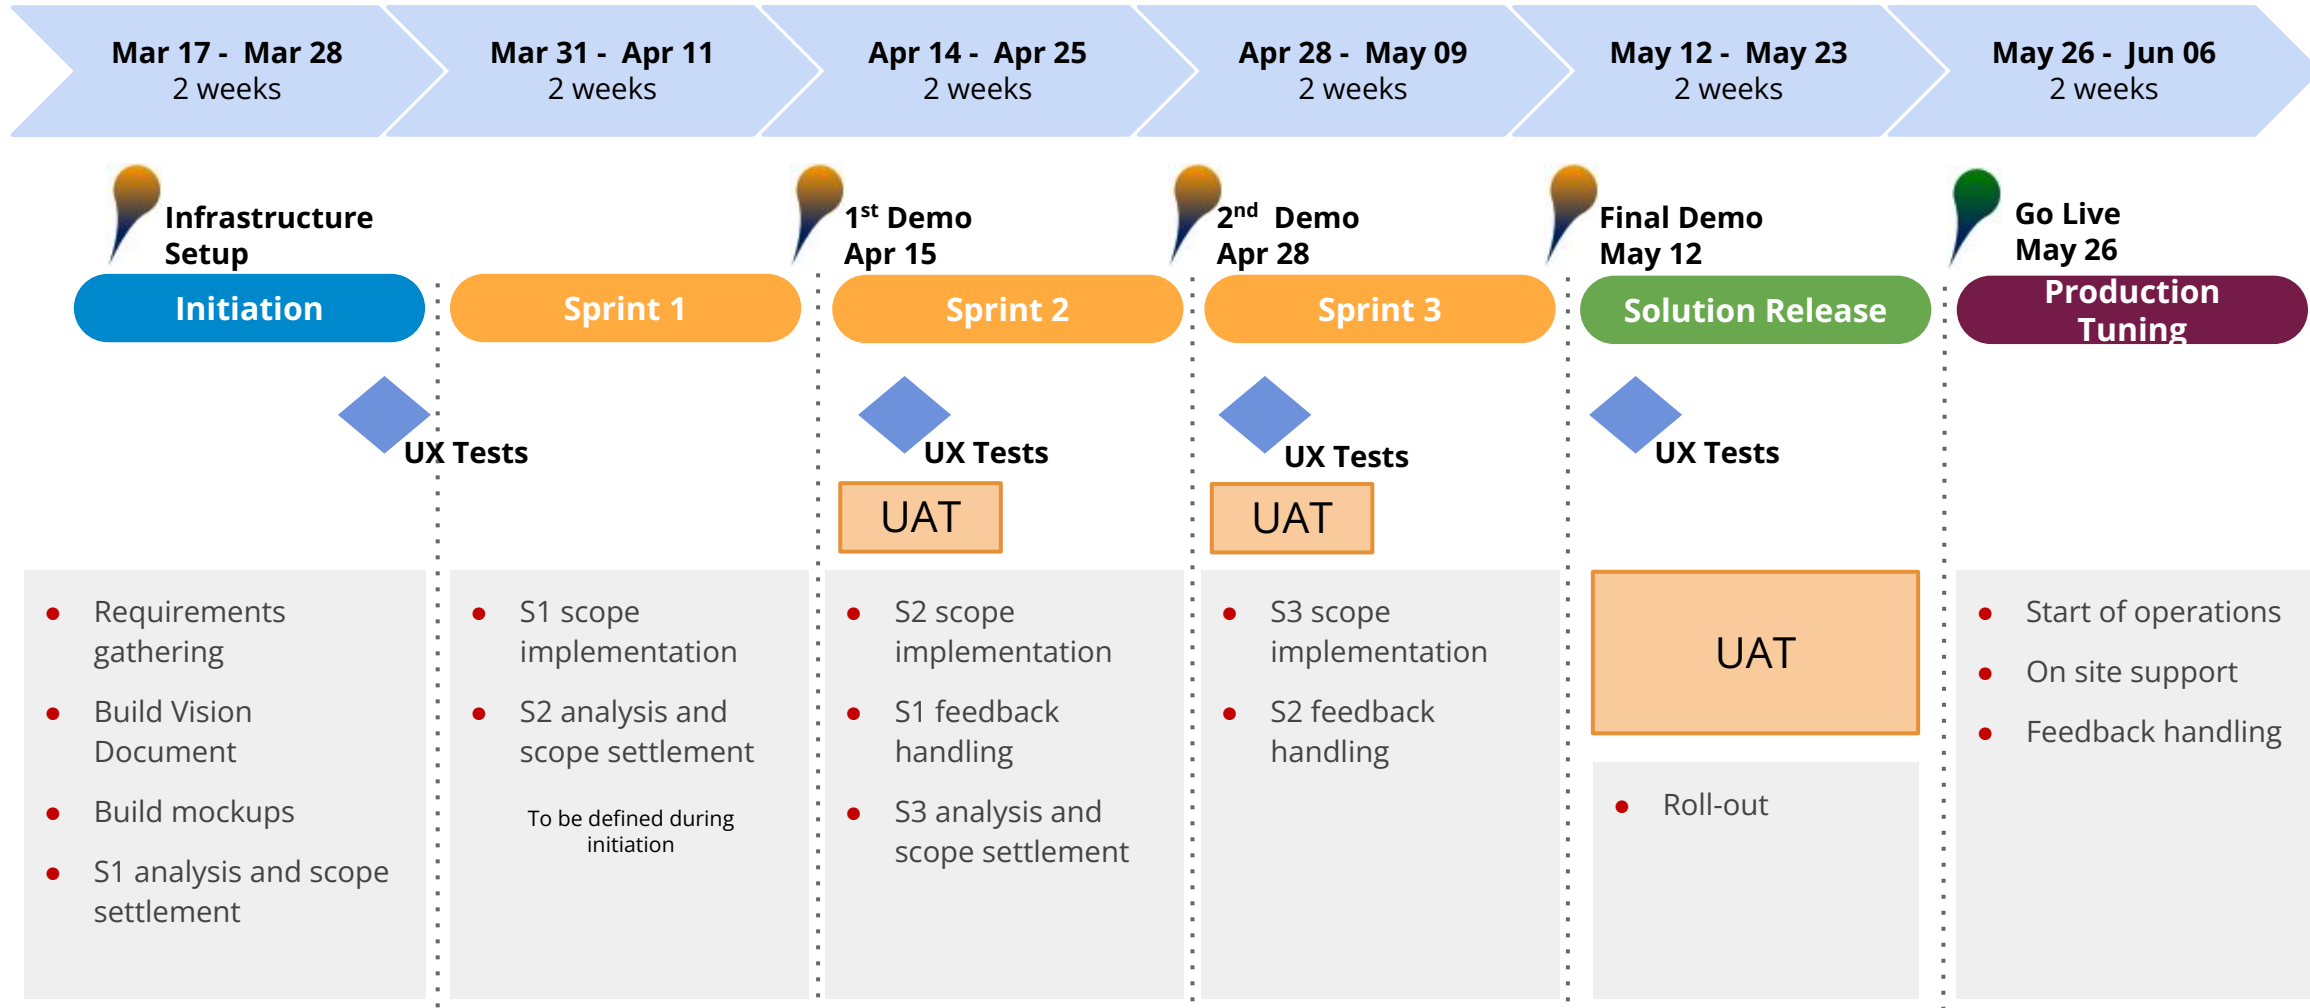 Mar 17 - Mar 28
2 weeks
Mar 31 - Apr 11
2 weeks
Apr 14 - Apr 25
2 weeks
Apr 28 - May 09
2 weeks
May 12 - May 23
2 weeks
May 26 - Jun 06
2 weeks
Infrastructure
Setup
1st Demo
Apr 15
2nd Demo
Apr 28
Final Demo
May 12
Go Live
May 26
Initiation
Sprint 1
Sprint 2
Sprint 3
Solution Release
Production
Tuning
UX Tests
UX Tests
UX Tests
UX Tests
UAT
UAT
● Requirements
gathering
● Build Vision
Document
● Build mockups
● S1 analysis and scope
settlement
● S1 scope
implementation
● S2 analysis and
scope settlement
To be defined during
initiation
● S2 scope
implementation
● S1 feedback
handling
● S3 analysis and
scope settlement
● S3 scope
implementation
● S2 feedback
handling
UAT
● Roll-out
● Start of operations
● On site support
● Feedback handling